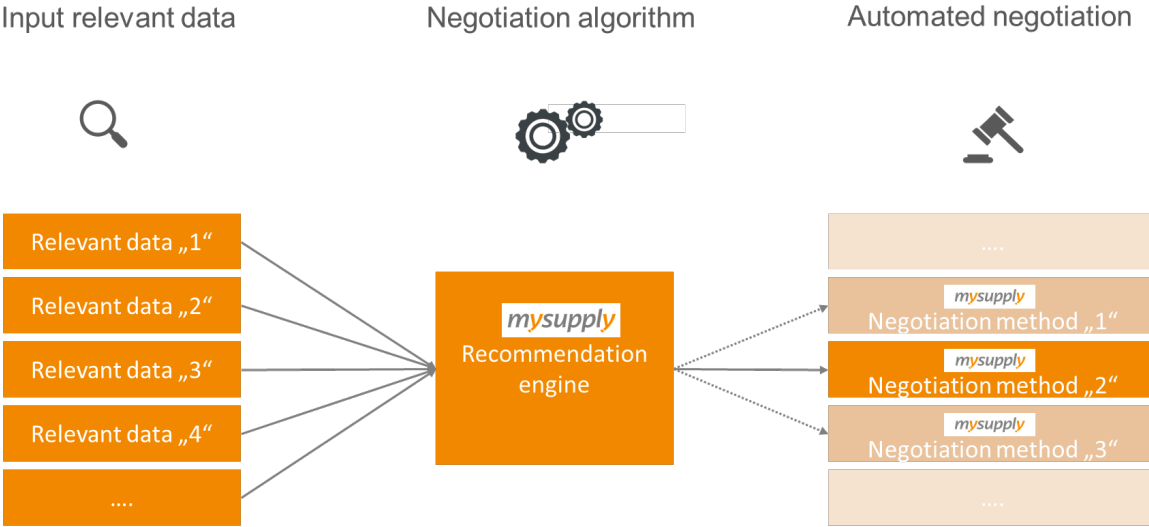 Input relevant data
Negotiation algorithm
Automated negotiation
Relevant data „1“
Relevant data „2“
Relevant data „3“
Relevant data „4“
....
mysupply
Recommendation
engine
....
mysupply
Negotiation method „1“
mysupply
Negotiation method „2“
mysupply
Negotiation method „3“
....